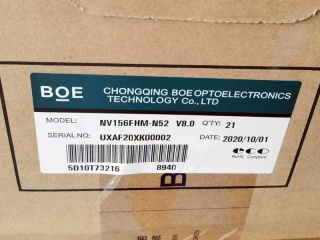 BOE CHONGQING BOE OPTOELECTRONICS
TECHNOLOGY Co., LTD
MODEL: NV156FHM-N52 V8.0 Q'TY: 21
SERIAL NO: UXAF20XK00002 DATE: 2020/10/01
5D10T73216 8940
eco
RoHS Compliant
B